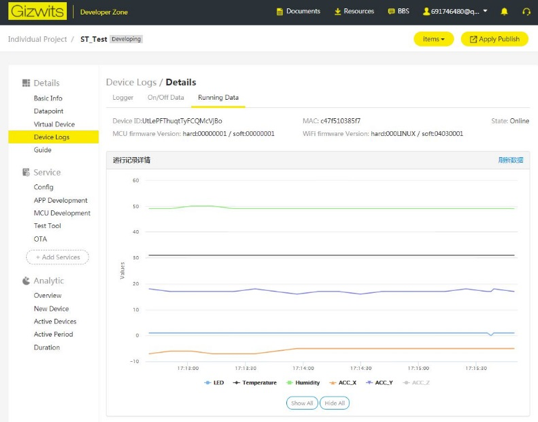 Gizwits Developer Zone Documents Resources BBS 691746480@q...
Individual Project / ST_Test Developing Items Apply Publish
Details
Basic Info
Datapoint
Virtual Device
Device Logs
Guide
Service
Config
APP Development
MCU Development
Test Tool
OTA
+ Add Services
Analytic
Overview
New Device
Active Devices
Active Period
Duration
Device Logs / Details
Logger On/Off Data Running Data
Device ID:UtLePFThuqtTyFCQMcVjBo MAC: c47f510385f7 State: Online
MCU firmware Version: hard:00000001 / soft:00000001 WiFi firmware Version: hard:000LINUX / soft:04030001
运行记录详情 刷新数据
60
50
40
30
20
10
0
-10
Values
17:13:00 17:13:30 17:14:00 17:14:30 17:15:00 17:15:30
LED Temperature Humidity ACC_X ACC_Y ACC_Z
Show All Hide All